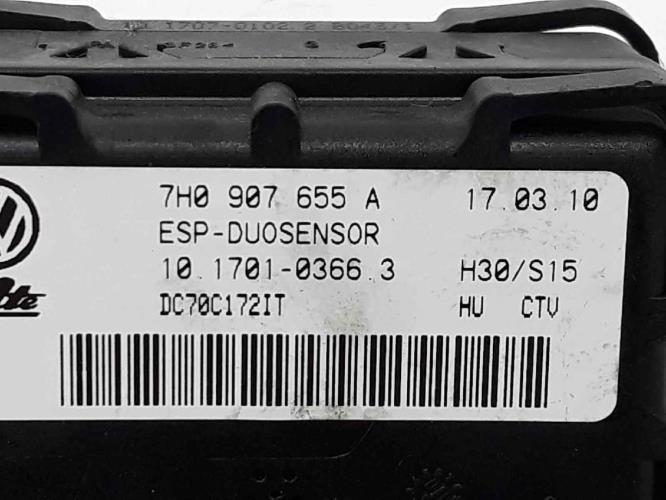 7H0 907 655 A 17.03.10
ESP-DUOSENSOR
10.1701-0366.3 H30/S15
DC70C172IT HU CTV